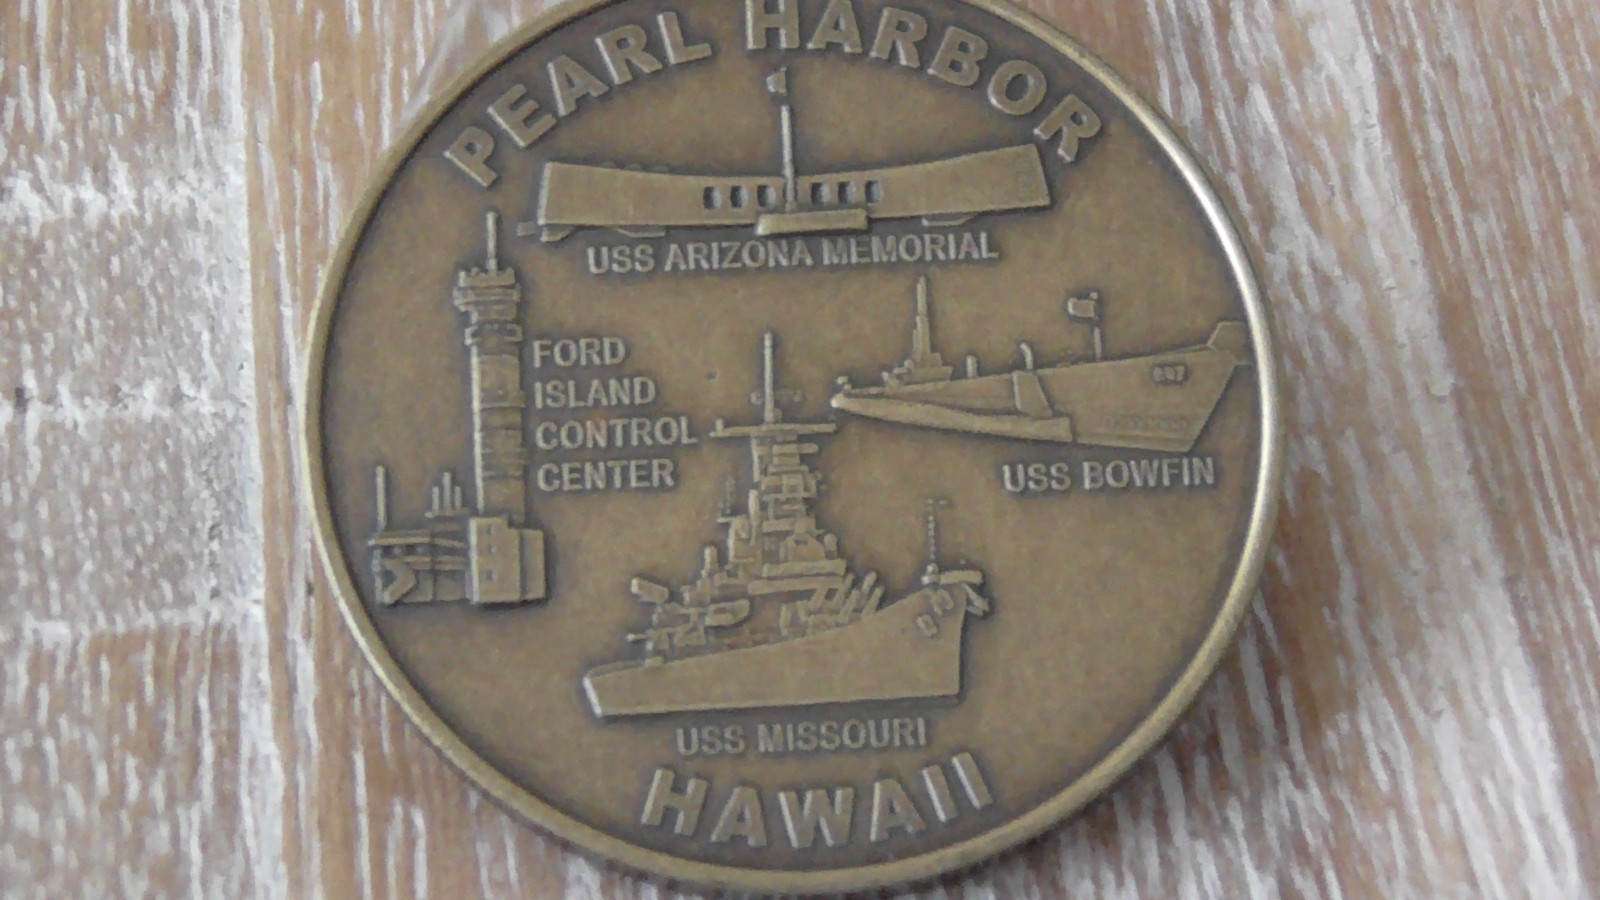 PEARL HARBOR
USS ARIZONA MEMORIAL
FORD
ISLAND
CONTROL
CENTER
USS BOWFIN
USS MISSOURI
HAWAII